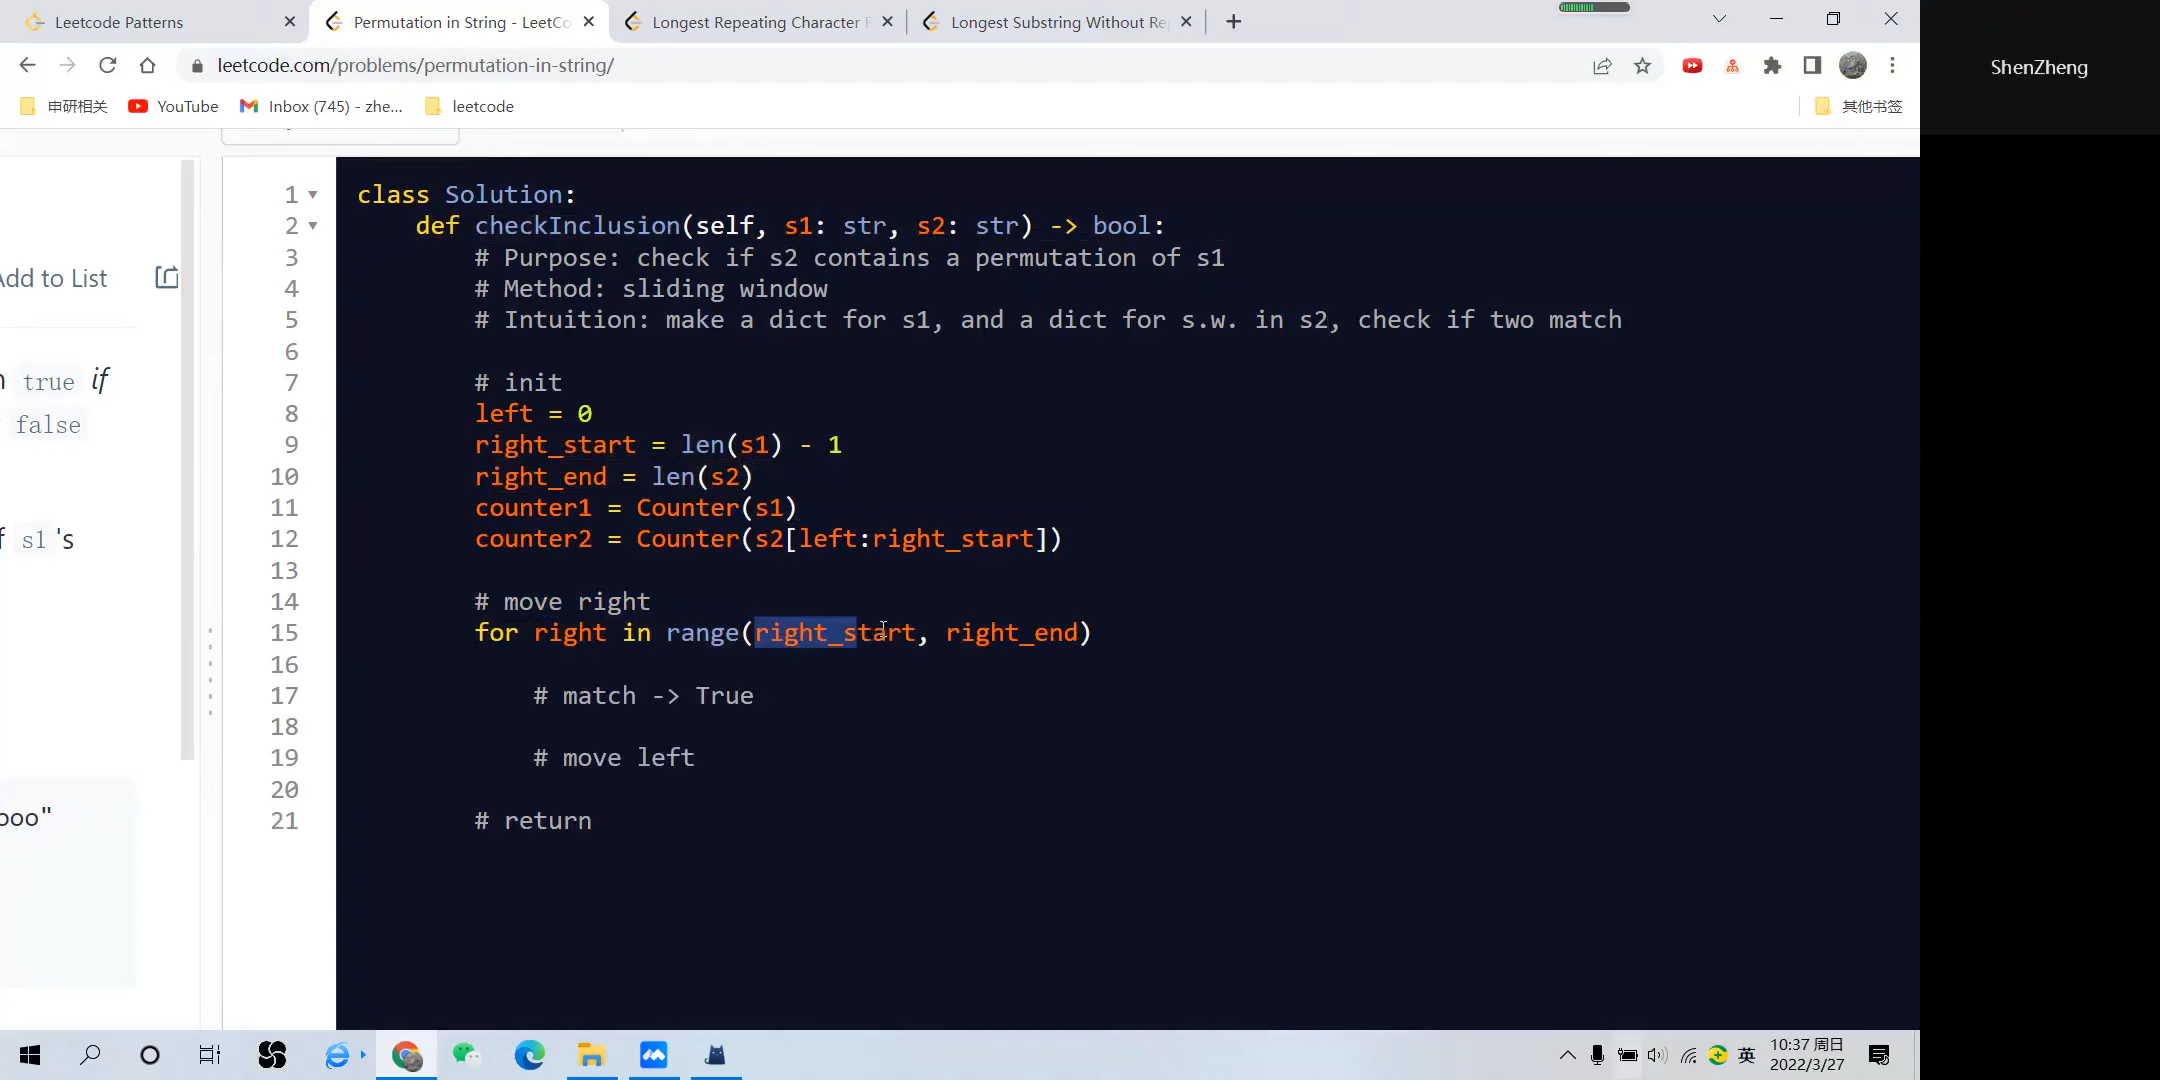 Leetcode Patterns
Permutation in String - LeetCo
Longest Repeating Character R
Longest Substring Without Re
leetcode.com/problems/permutation-in-string/
申研相关 YouTube Inbox (745) - zhe... leetcode 其他书签
ShenZheng
Add to List
true if
false
s1 's
ooo"
1 class Solution:
2 def checkInclusion(self, s1: str, s2: str) -> bool:
3 # Purpose: check if s2 contains a permutation of s1
4 # Method: sliding window
5 # Intuition: make a dict for s1, and a dict for s.w. in s2, check if two match
6
7 # init
8 left = 0
9 right_start = len(s1) - 1
10 right_end = len(s2)
11 counter1 = Counter(s1)
12 counter2 = Counter(s2[left:right_start])
13
14 # move right
15 for right in range(right_start, right_end)
16
17 # match -> True
18
19 # move left
20
21 # return
英
10:37 周日
2022/3/27